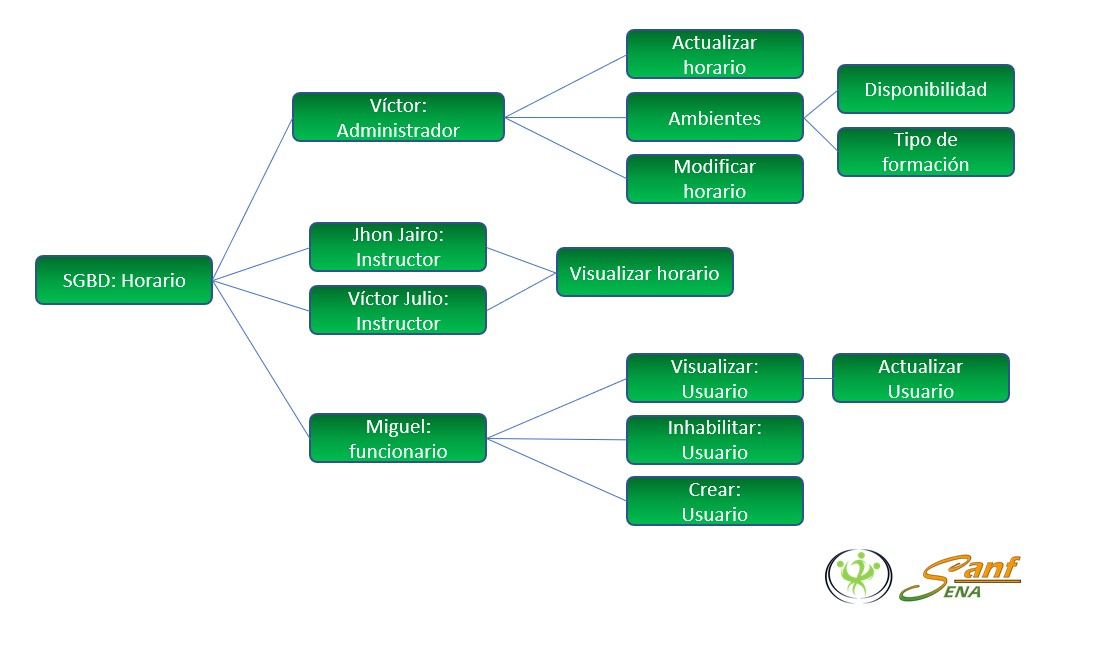 SGBD: Horario
Víctor:
Administrador
Actualizar
horario
Ambientes
Disponibilidad
Tipo de
formación
Modificar
horario
Jhon Jairo:
Instructor
Víctor Julio:
Instructor
Visualizar horario
Miguel:
funcionario
Visualizar:
Usuario
Actualizar
Usuario
Inhabilitar:
Usuario
Crear:
Usuario
Sanf
SENA